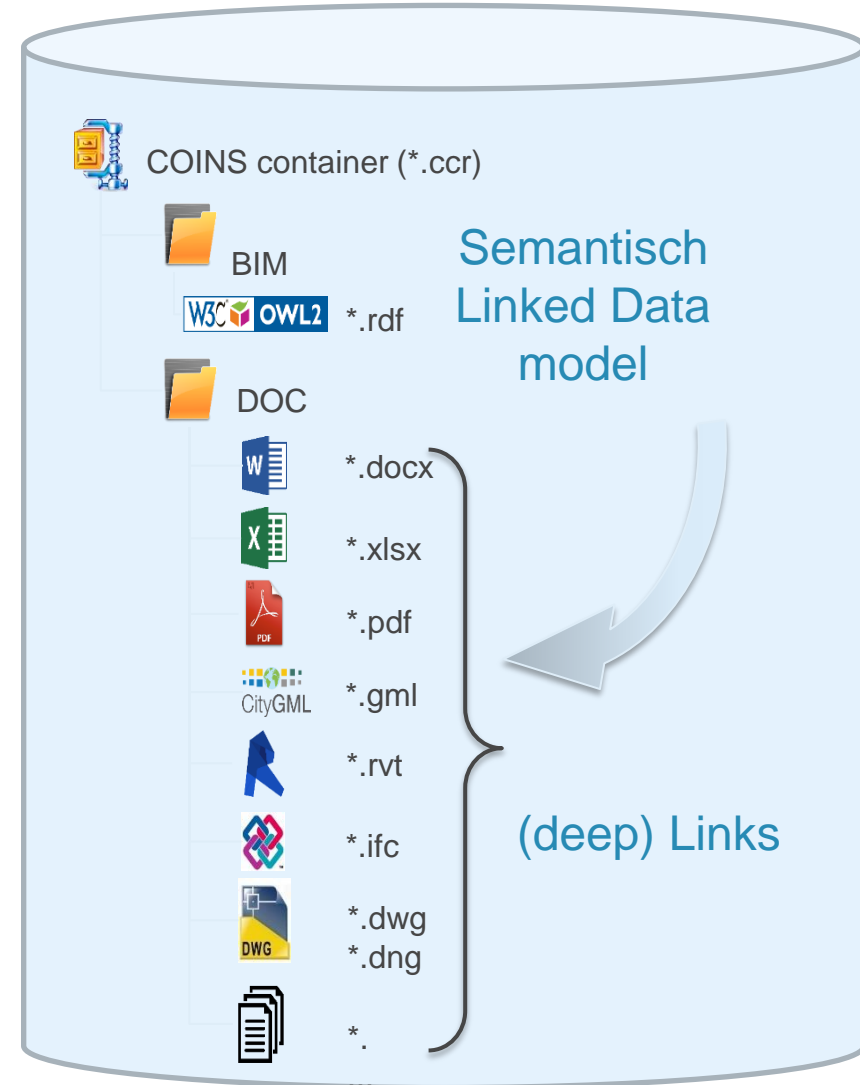 COINS container (*.ccr)
BIM
W3C OWL2 *.rdf
Semantisch
Linked Data
model
DOC
W *.docx
X *.xlsx
PDF *.pdf
CityGML *.gml
*.rvt
*.ifc
DWG *.dwg
*.dng
*.
(deep) Links